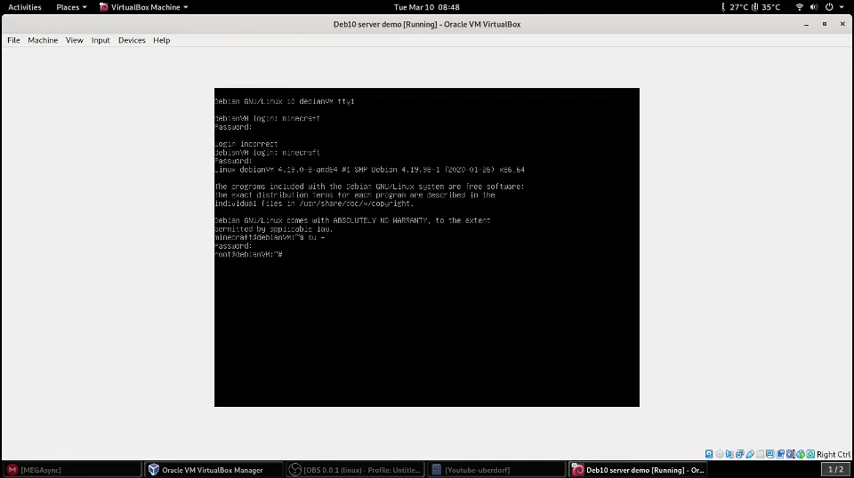 Activities Places VirtualBox Machine Tue Mar 10 08:48 27°C 35°C
Deb10 server demo [Running] - Oracle VM VirtualBox
File Machine View Input Devices Help
Debian GNU/Linux 10 debianVM tty1
debianVM login: minecraft
Password:
Login incorrect
debianVM login: minecraft
Password:
Linux debianVM 4.19.0-8-amd64 #1 SMP Debian 4.19.98-1 (2020-01-26) x86_64
The programs included with the Debian GNU/Linux system are free software;
the exact distribution terms for each program are described in the
individual files in /usr/share/doc/*/copyright.
Debian GNU/Linux comes with ABSOLUTELY NO WARRANTY, to the extent
permitted by applicable law.
minecraft@debianVM:~$ su -
Password:
root@debianVM:~#
Right Ctrl
[MEGAsync] Oracle VM VirtualBox Manager [OBS 0.0.1 (linux) - Profile: Untitle... [Youtube-uberdorf] Deb10 server demo [Running] - Or... 1 / 2